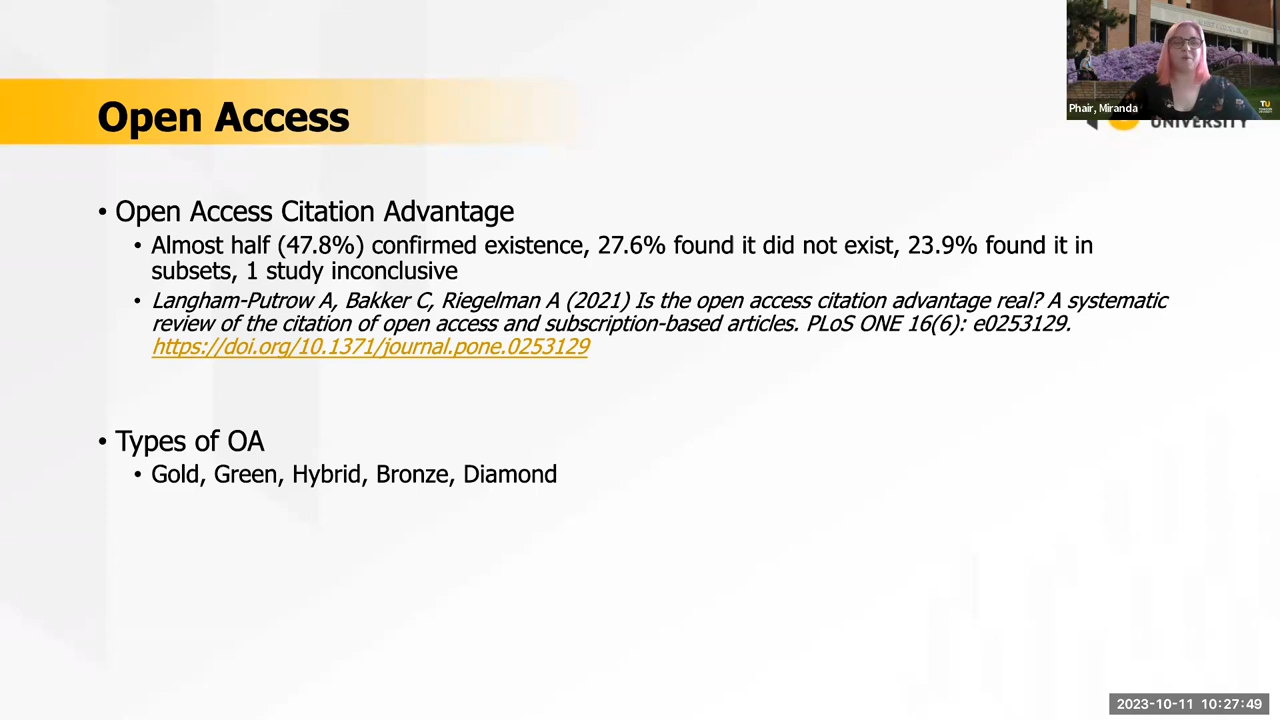 Phair, Miranda
TU
UNIVERSITY
Open Access
• Open Access Citation Advantage
• Almost half (47.8%) confirmed existence, 27.6% found it did not exist, 23.9% found it in
subsets, 1 study inconclusive
• Langham-Putrow A, Bakker C, Riegelman A (2021) Is the open access citation advantage real? A systematic
review of the citation of open access and subscription-based articles. PLoS ONE 16(6): e0253129.
https://doi.org/10.1371/journal.pone.0253129
• Types of OA
• Gold, Green, Hybrid, Bronze, Diamond
2023-10-11 10:27:49